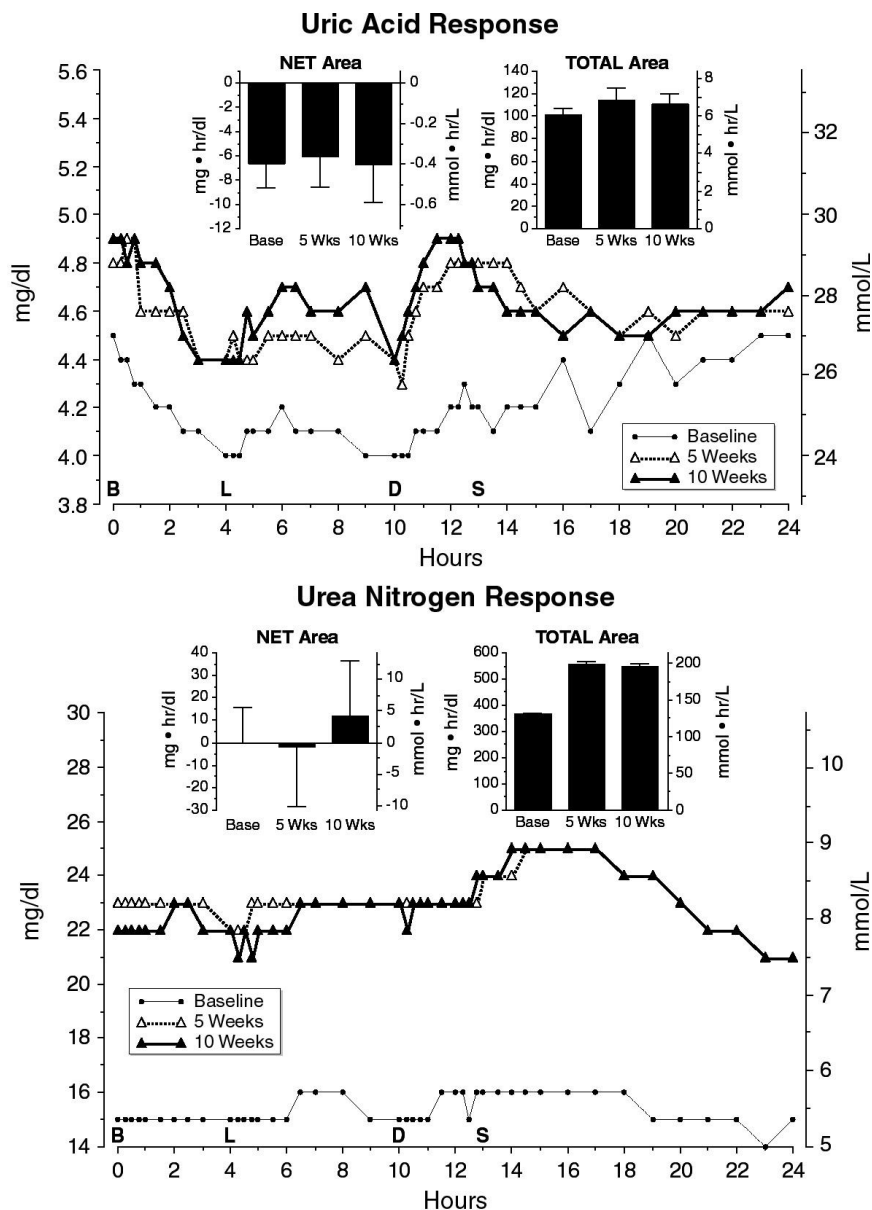 Uric Acid Response
NET Area
TOTAL Area
5.6
5.4
5.2
5.0
4.8
4.6
4.4
4.2
4.0
3.8
mg/dl
0
-2
-4
-6
-8
-10
-12
mg • hr/dl
0
-0.2
-0.4
-0.6
mmol • hr/L
Base 5 Wks 10 Wks
140
120
100
80
60
40
20
0
mg • hr/dl
8
6
4
2
0
mmol • hr/L
Base 5 Wks 10 Wks
32
30
28
26
24
mmol/L
Baseline
5 Weeks
10 Weeks
B L D S
0 2 4 6 8 10 12 14 16 18 20 22 24
Hours
Urea Nitrogen Response
NET Area
TOTAL Area
30
28
26
25
24
23
22
20
18
16
14
mg/dl
40
30
20
10
0
-10
-20
-30
mg • hr/dl
10
5
0
-5
-10
mmol • hr/L
Base 5 Wks 10 Wks
600
500
400
300
200
100
0
mg • hr/dl
200
150
100
50
0
mmol • hr/L
Base 5 Wks 10 Wks
10
9
8
7
6
5
mmol/L
Baseline
5 Weeks
10 Weeks
B L D S
0 2 4 6 8 10 12 14 16 18 20 22 24
Hours